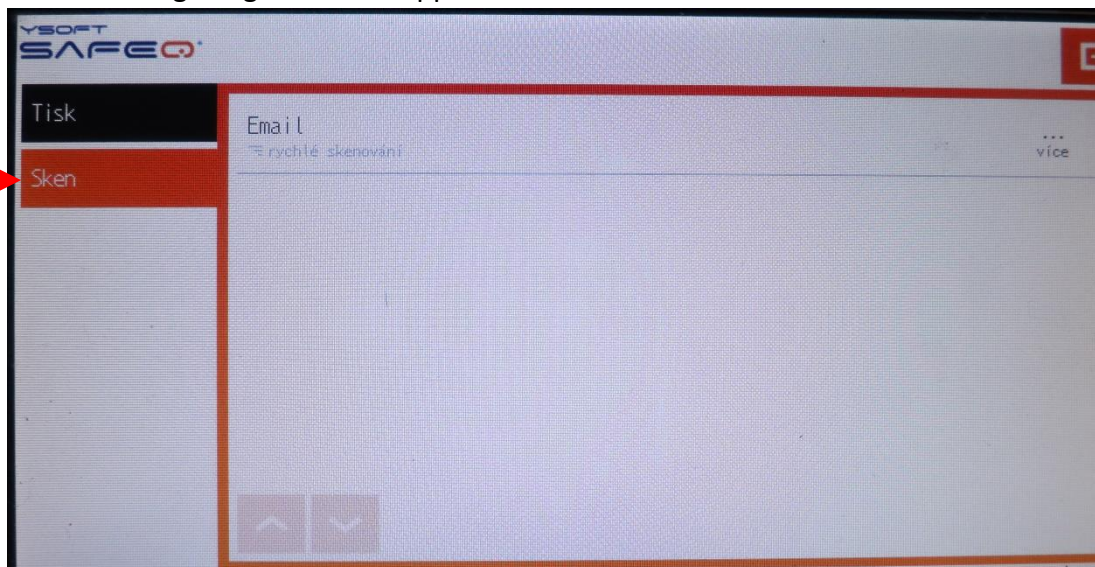 YSOFT
SAFEQ
Tisk
Sken
Email
rychlé skenování
...
více